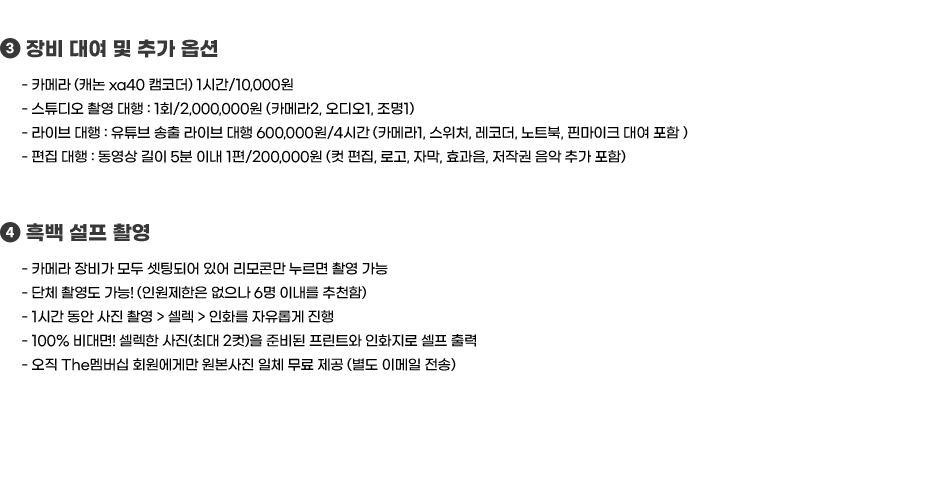 3 장비 대여 및 추가 옵션
- 카메라 (캐논 xa40 캠코더) 1시간/10,000원
- 스튜디오 촬영 대행 : 1회/2,000,000원 (카메라2, 오디오1, 조명1)
- 라이브 대행 : 유튜브 송출 라이브 대행 600,000원/4시간 (카메라1, 스위처, 레코더, 노트북, 핀마이크 대여 포함 )
- 편집 대행 : 동영상 길이 5분 이내 1편/200,000원 (컷 편집, 로고, 자막, 효과음, 저작권 음악 추가 포함)
4 흑백 설프 촬영
- 카메라 장비가 모두 셋팅되어 있어 리모콘만 누르면 촬영 가능
- 단체 촬영도 가능! (인원제한은 없으나 6명 이내를 추천함)
- 1시간 동안 사진 촬영 > 셀렉 > 인화를 자유롭게 진행
- 100% 비대면! 셀렉한 사진(최대 2컷)을 준비된 프린트와 인화지로 셀프 출력
- 오직 The멤버십 회원에게만 원본사진 일체 무료 제공 (별도 이메일 전송)